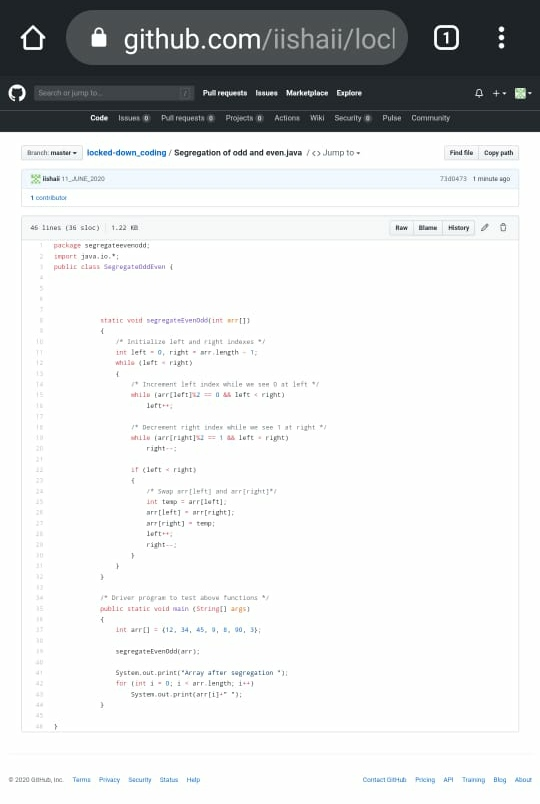 github.com/iishaii/locl
1
Search or jump to...
/
Pull requests Issues Marketplace Explore
Code Issues 0 Pull requests 0 Projects 0 Actions Wiki Security 0 Pulse Community
Branch: master
locked-down_coding / Segregation of odd and even.java / <> Jump to
Find file Copy path
iishaii 11_JUNE_2020
73d0473 1 minute ago
1 contributor
46 lines (36 sloc) | 1.22 KB
Raw Blame History
1 package segregateevenodd;
2 import java.io.*;
3 public class SegregateOddEven {
4
5
6
7
8 static void segregateEvenOdd(int arr[])
9 {
10 /* Initialize left and right indexes */
11 int left = 0, right = arr.length - 1;
12 while (left < right)
13 {
14 /* Increment left index while we see 0 at left */
15 while (arr[left]%2 == 0 && left < right)
16 left++;
17
18 /* Decrement right index while we see 1 at right */
19 while (arr[right]%2 == 1 && left < right)
20 right--;
21
22 if (left < right)
23 {
24 /* Swap arr[left] and arr[right]*/
25 int temp = arr[left];
26 arr[left] = arr[right];
27 arr[right] = temp;
28 left++;
29 right--;
30 }
31 }
32 }
33
34 /* Driver program to test above functions */
35 public static void main (String[] args)
36 {
37 int arr[] = {12, 34, 45, 9, 8, 90, 3};
38
39 segregateEvenOdd(arr);
40
41 System.out.print("Array after segregation ");
42 for (int i = 0; i < arr.length; i++)
43 System.out.print(arr[i]+" ");
44 }
45
46 }
© 2020 GitHub, Inc. Terms Privacy Security Status Help
Contact GitHub Pricing API Training Blog About